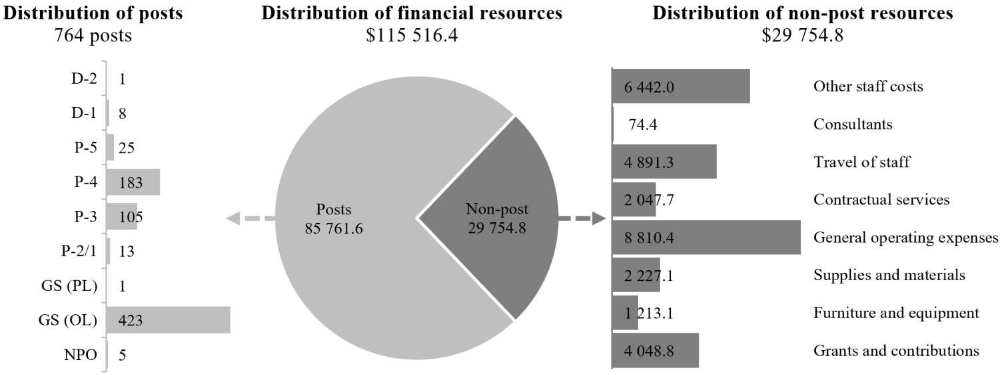 Distribution of posts
764 posts
D-2 1
D-1 8
P-5 25
P-4 183
P-3 105
P-2/1 13
GS (PL) 1
GS (OL) 423
NPO 5
Distribution of financial resources
$115 516.4
Posts
85 761.6
Non-post
29 754.8
Distribution of non-post resources
$29 754.8
6 442.0 Other staff costs
74.4 Consultants
4 891.3 Travel of staff
2 047.7 Contractual services
8 810.4 General operating expenses
2 227.1 Supplies and materials
1 213.1 Furniture and equipment
4 048.8 Grants and contributions